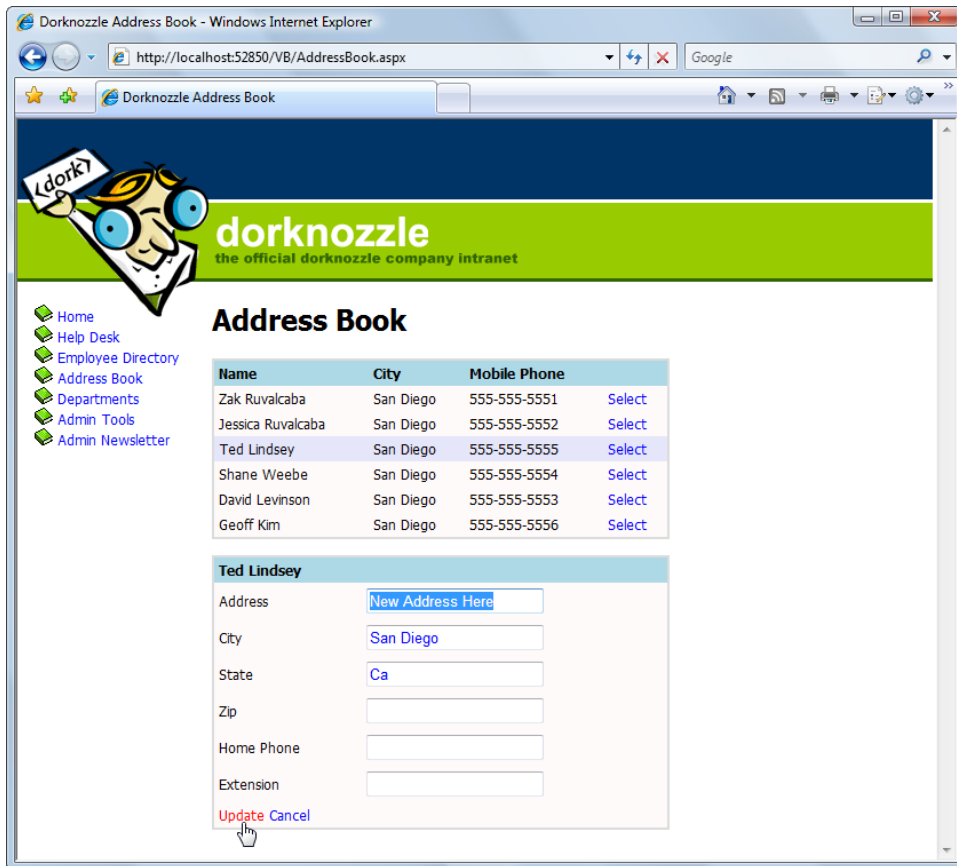 Dorknozzle Address Book - Windows Internet Explorer
http://localhost:52850/VB/AddressBook.aspx
Google
Dorknozzle Address Book
<dork>
dorknozzle
the official dorknozzle company intranet
Home
Help Desk
Employee Directory
Address Book
Departments
Admin Tools
Admin Newsletter
Address Book
Name City Mobile Phone
Zak Ruvalcaba San Diego 555-555-5551 Select
Jessica Ruvalcaba San Diego 555-555-5552 Select
Ted Lindsey San Diego 555-555-5555 Select
Shane Weebe San Diego 555-555-5554 Select
David Levinson San Diego 555-555-5553 Select
Geoff Kim San Diego 555-555-5556 Select
Ted Lindsey
Address New Address Here
City San Diego
State Ca
Zip
Home Phone
Extension
Update Cancel